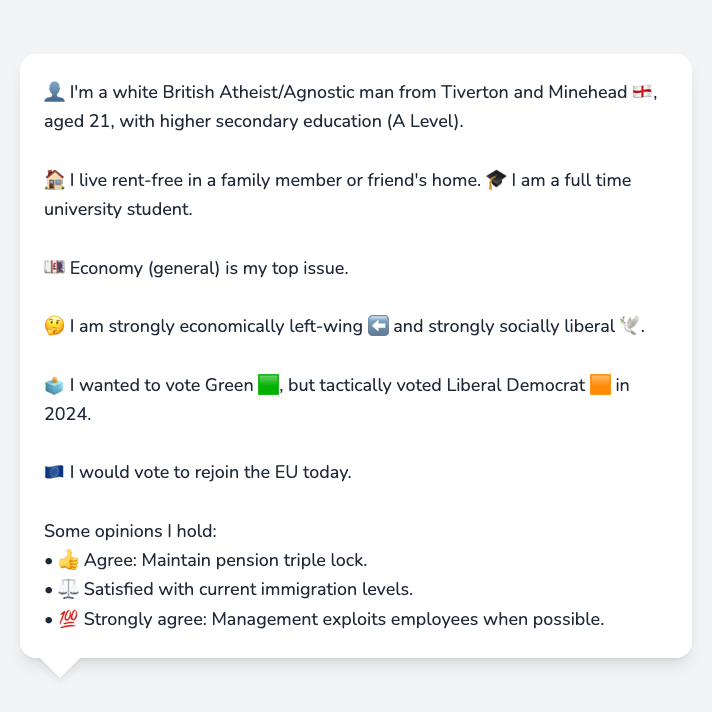 👤 I'm a white British Atheist/Agnostic man from Tiverton and Minehead 🏴󠁧󠁢󠁥󠁮󠁧󠁿,
aged 21, with higher secondary education (A Level).
🏠 I live rent-free in a family member or friend's home. 🎓 I am a full time
university student.
💷 Economy (general) is my top issue.
🤔 I am strongly economically left-wing ⬅️ and strongly socially liberal 🕊️.
🗳️ I wanted to vote Green 🟩, but tactically voted Liberal Democrat 🟧 in
2024.
🇪🇺 I would vote to rejoin the EU today.
Some opinions I hold:
• 👍 Agree: Maintain pension triple lock.
• ⚖️ Satisfied with current immigration levels.
• 💯 Strongly agree: Management exploits employees when possible.